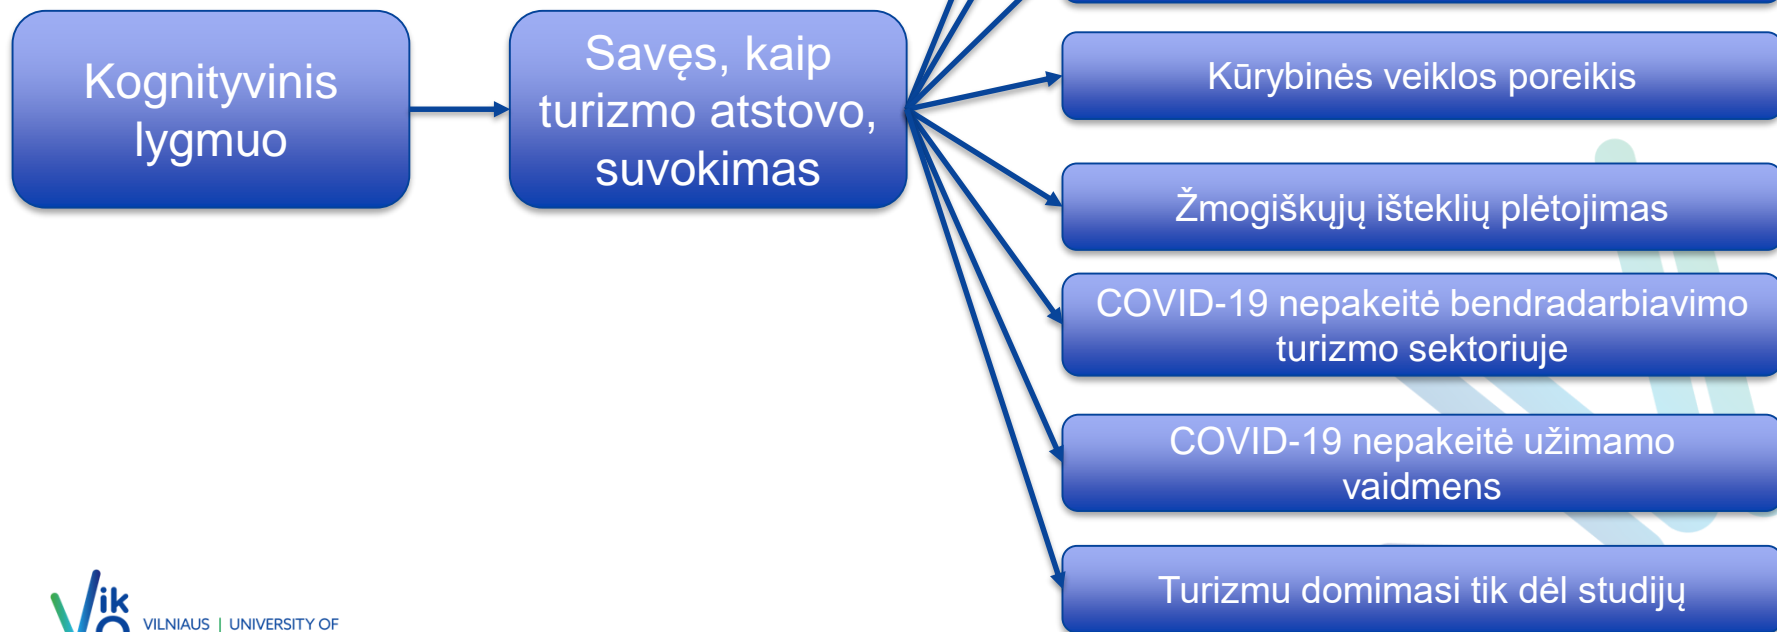 Kognityvinis
lygmuo
Savęs, kaip
turizmo atstovo,
suvokimas
Kūrybinės veiklos poreikis
Žmogiškųjų išteklių plėtojimas
COVID-19 nepakeitė bendradarbiavimo
turizmo sektoriuje
COVID-19 nepakeitė užimamo
vaidmens
Turizmu domimasi tik dėl studijų
Vik
VILNIAUS | UNIVERSITY OF